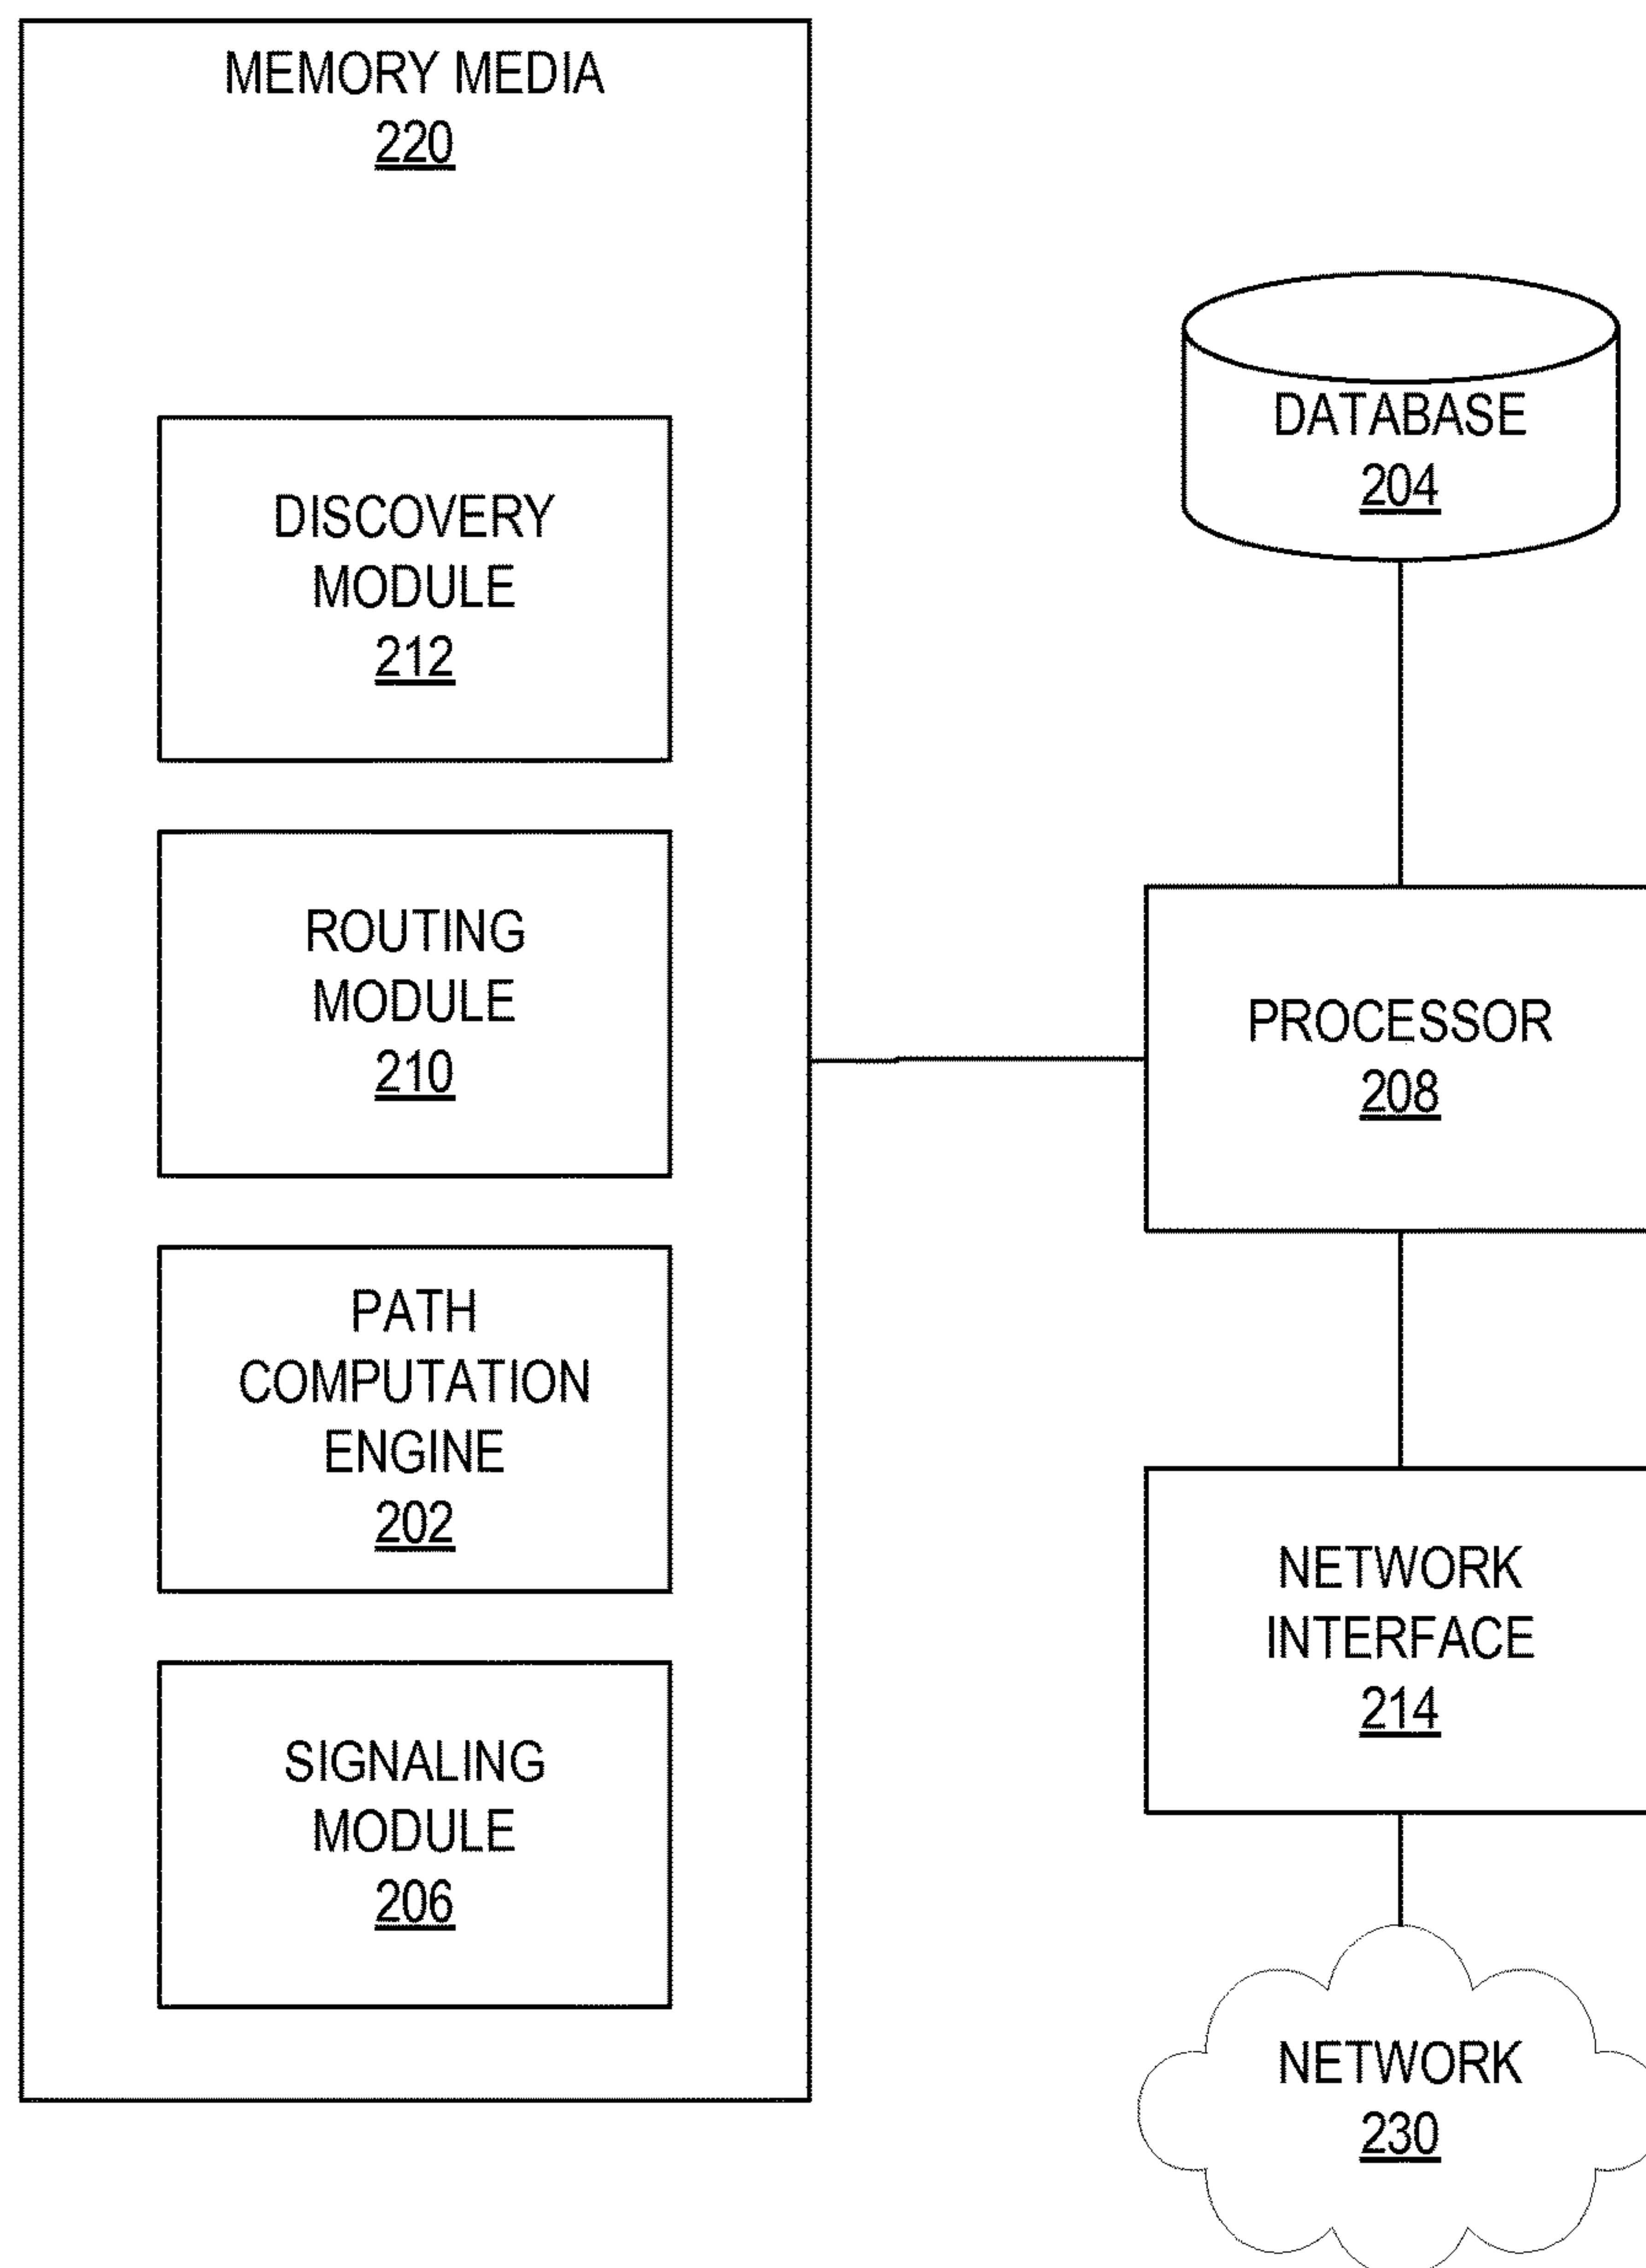 MEMORY MEDIA
220
DISCOVERY
MODULE
212
ROUTING
MODULE
210
PATH
COMPUTATION
ENGINE
202
SIGNALING
MODULE
206
DATABASE
204
PROCESSOR
208
NETWORK
INTERFACE
214
NETWORK
230